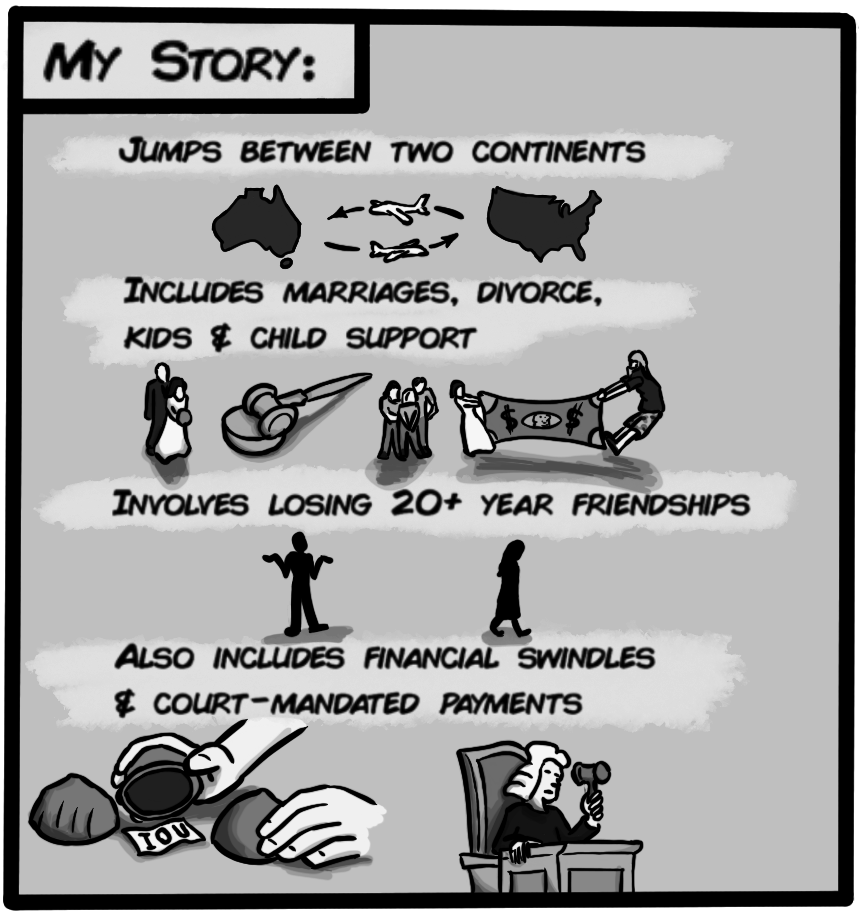 My Story:
Jumps between two continents
Includes marriages, divorce,
kids & child support
$ $
Involves losing 20+ year friendships
Also includes financial swindles
& court-mandated payments
IOU